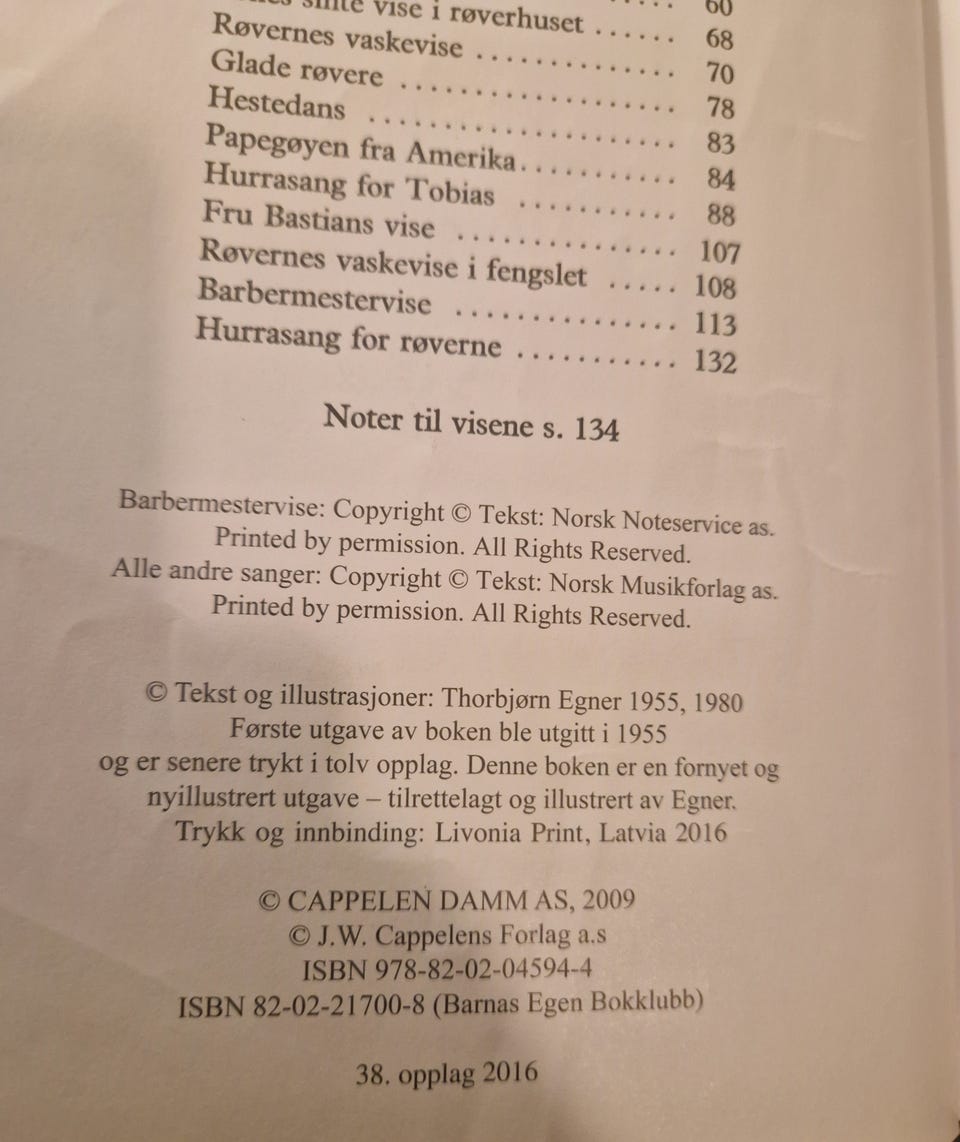 sinte vise i røverhuset ...... 60
Røvernes vaskevise .............. 68
Glade røvere ................... 70
Hestedans ..................... 78
Papegøyen fra Amerika........... 83
Hurrasang for Tobias ........... 84
Fru Bastians vise ............... 88
Røvernes vaskevise i fengslet ..... 107
Barbermestervise ............... 108
Hurrasang for røverne ........... 113
132
Noter til visene s. 134
Barbermestervise: Copyright © Tekst: Norsk Noteservice as.
Printed by permission. All Rights Reserved.
Alle andre sanger: Copyright © Tekst: Norsk Musikforlag as.
Printed by permission. All Rights Reserved.
© Tekst og illustrasjoner: Thorbjørn Egner 1955, 1980
Første utgave av boken ble utgitt i 1955
og er senere trykt i tolv opplag. Denne boken er en fornyet og
nyillustrert utgave – tilrettelagt og illustrert av Egner.
Trykk og innbinding: Livonia Print, Latvia 2016
© CAPPELEN DAMM AS, 2009
© J.W. Cappelens Forlag a.s
ISBN 978-82-02-04594-4
ISBN 82-02-21700-8 (Barnas Egen Bokklubb)
38. opplag 2016